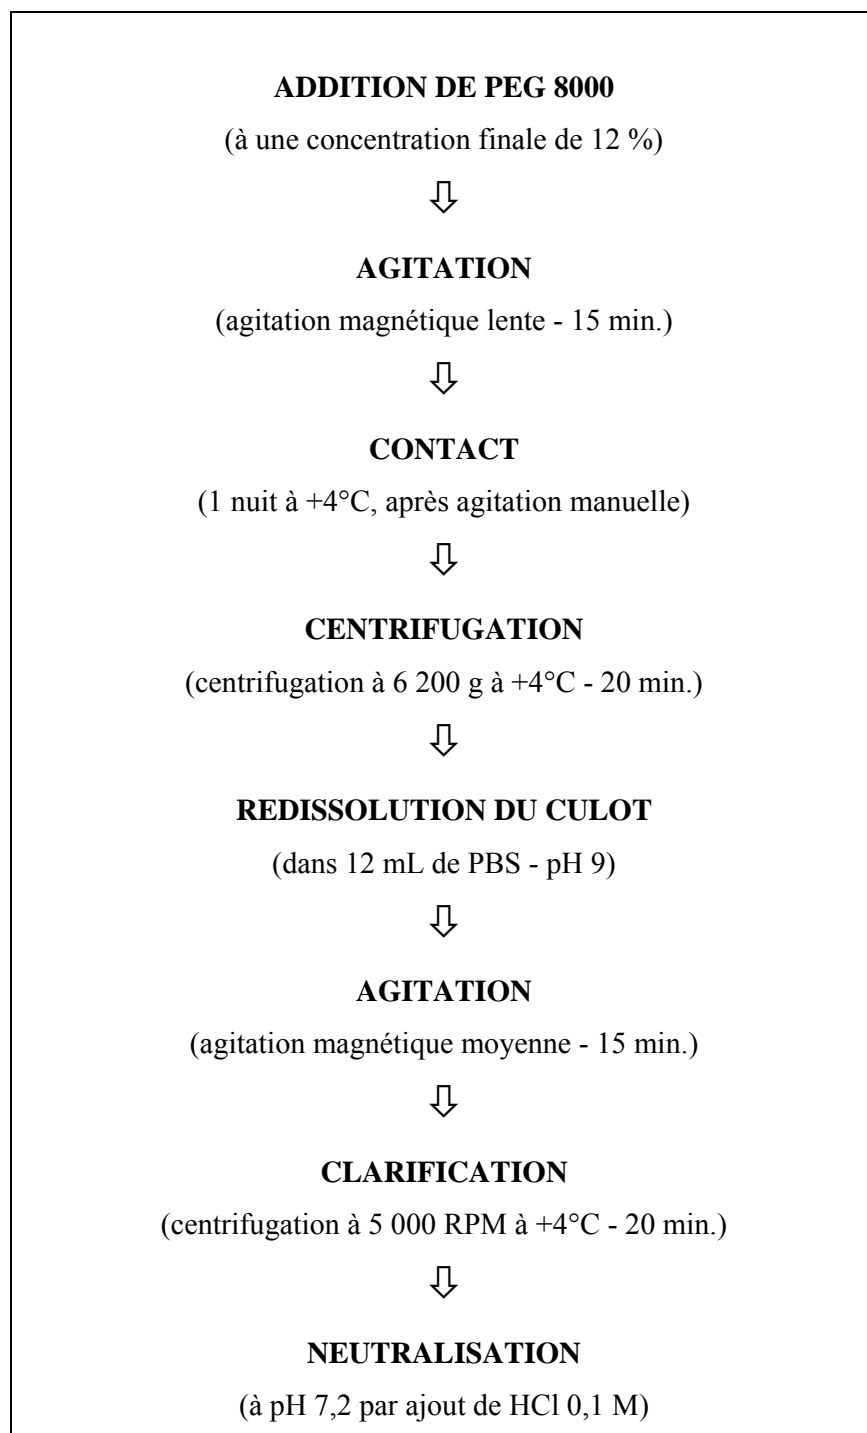 ADDITION DE PEG 8000
(à une concentration finale de 12 %)
⇩
AGITATION
(agitation magnétique lente - 15 min.)
⇩
CONTACT
(1 nuit à +4°C, après agitation manuelle)
⇩
CENTRIFUGATION
(centrifugation à 6 200 g à +4°C - 20 min.)
⇩
REDISSOLUTION DU CULOT
(dans 12 mL de PBS - pH 9)
⇩
AGITATION
(agitation magnétique moyenne - 15 min.)
⇩
CLARIFICATION
(centrifugation à 5 000 RPM à +4°C - 20 min.)
⇩
NEUTRALISATION
(à pH 7,2 par ajout de HCl 0,1 M)